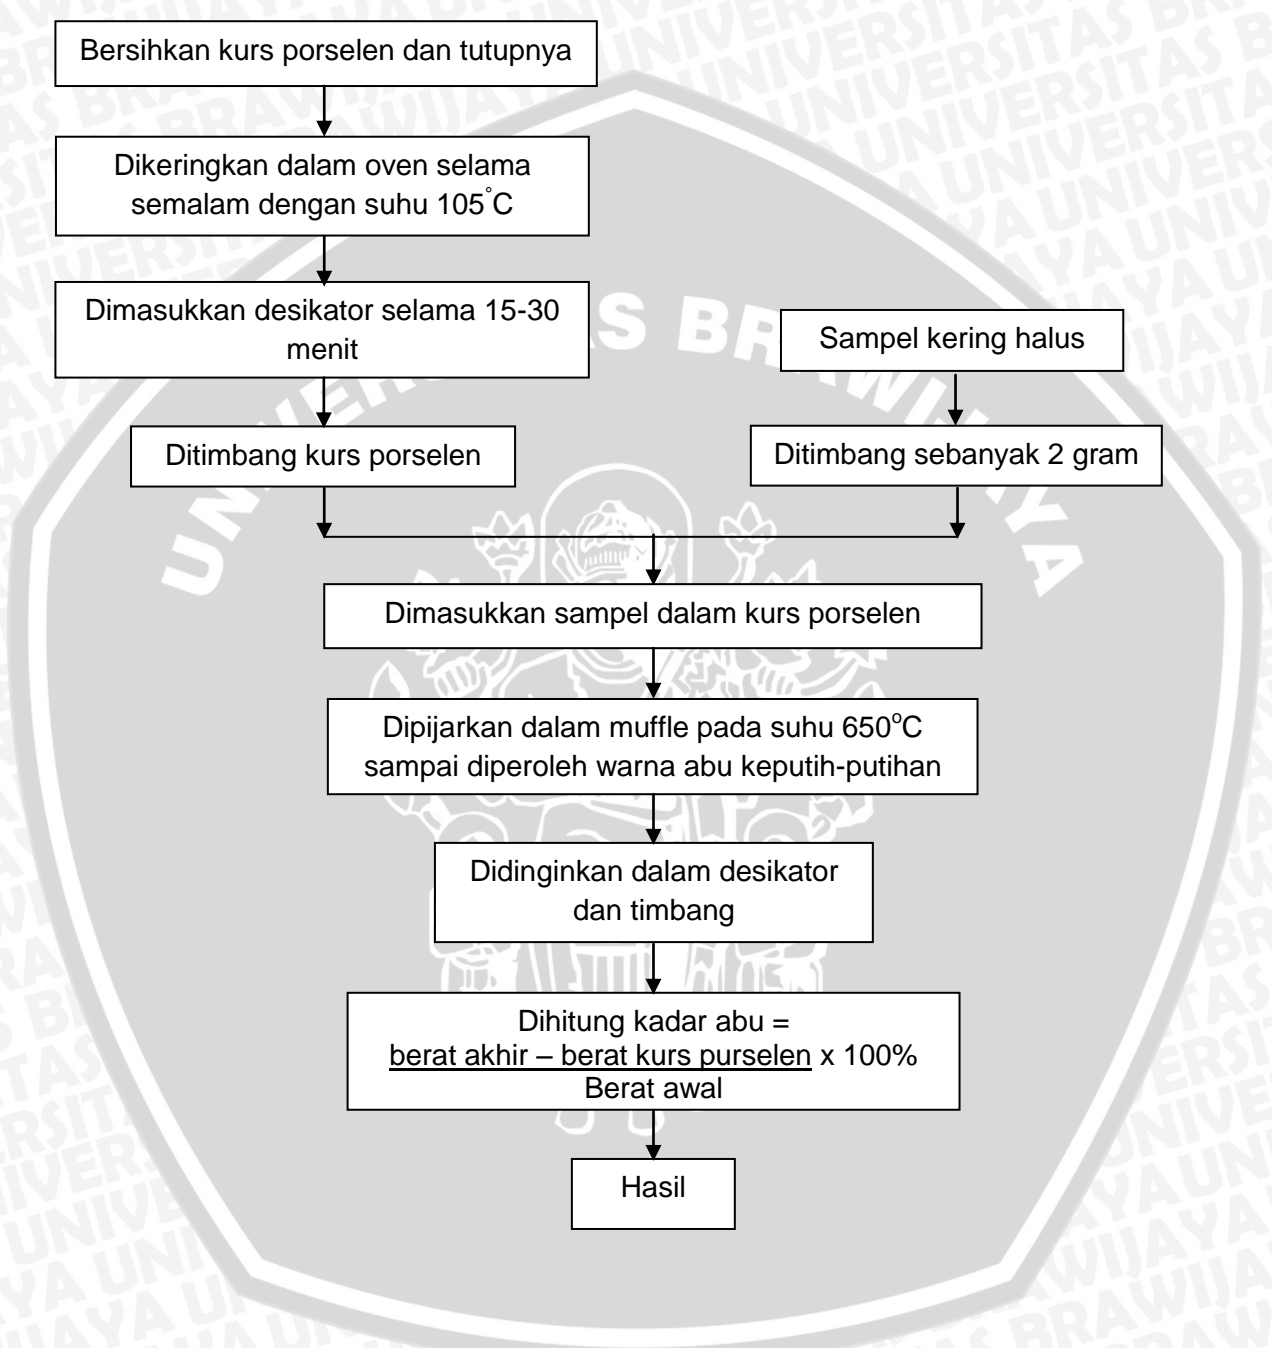 Bersihkan kurs porselen dan tutupnya
Dikeringkan dalam oven selama
semalam dengan suhu 105°C
Dimasukkan desikator selama 15-30
menit
Ditimbang kurs porselen
Sampel kering halus
Ditimbang sebanyak 2 gram
Dimasukkan sampel dalam kurs porselen
Dipijarkan dalam muffle pada suhu 650°C
sampai diperoleh warna abu keputih-putihan
Didinginkan dalam desikator
dan timbang
Dihitung kadar abu =
berat akhir – berat kurs purselen x 100%
Berat awal
Hasil
UNIVERSITAS BRAWIJAYA